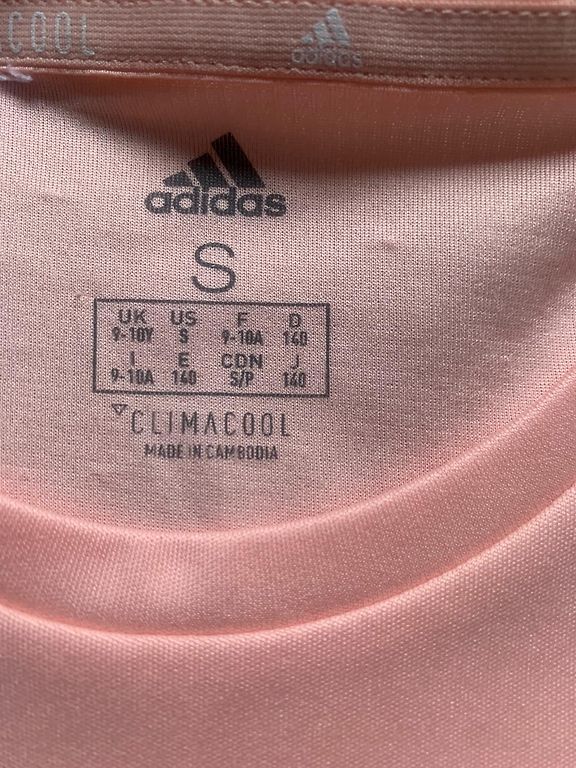 COOL adidas
adidas
S
UK US F D
9-10Y S 9-10A 140
I E CDN J
9-10A 140 S/P 140
CLIMACOOL
MADE IN CAMBODIA